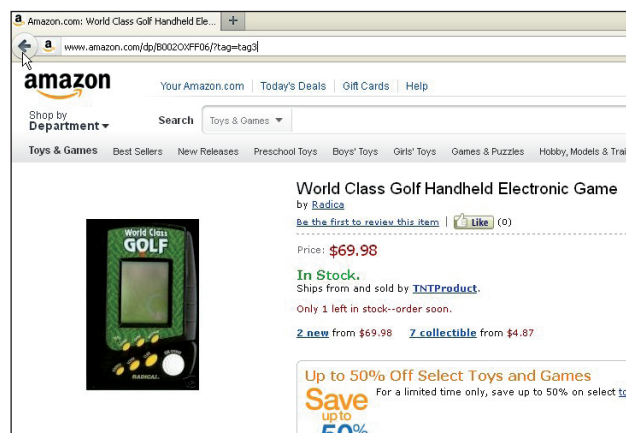 Amazon.com: World Class Golf Handheld Ele...
www.amazon.com/dp/B002OXFF06/?tag=tag3
amazon
Your Amazon.com | Today's Deals | Gift Cards | Help
Shop by
Department
Search Toys & Games
Toys & Games Best Sellers New Releases Preschool Toys Boys' Toys Girls' Toys Games & Puzzles Hobby, Models & Trai
World Class Golf Handheld Electronic Game
by Radica
Be the first to review this item | Like (0)
Price: $69.98
In Stock.
Ships from and sold by TNTProduct.
Only 1 left in stock--order soon.
2 new from $69.98 7 collectible from $4.87
World Class
GOLF
RADICAL
Up to 50% Off Select Toys and Games
Save
up to
50%
For a limited time only, save up to 50% on select to